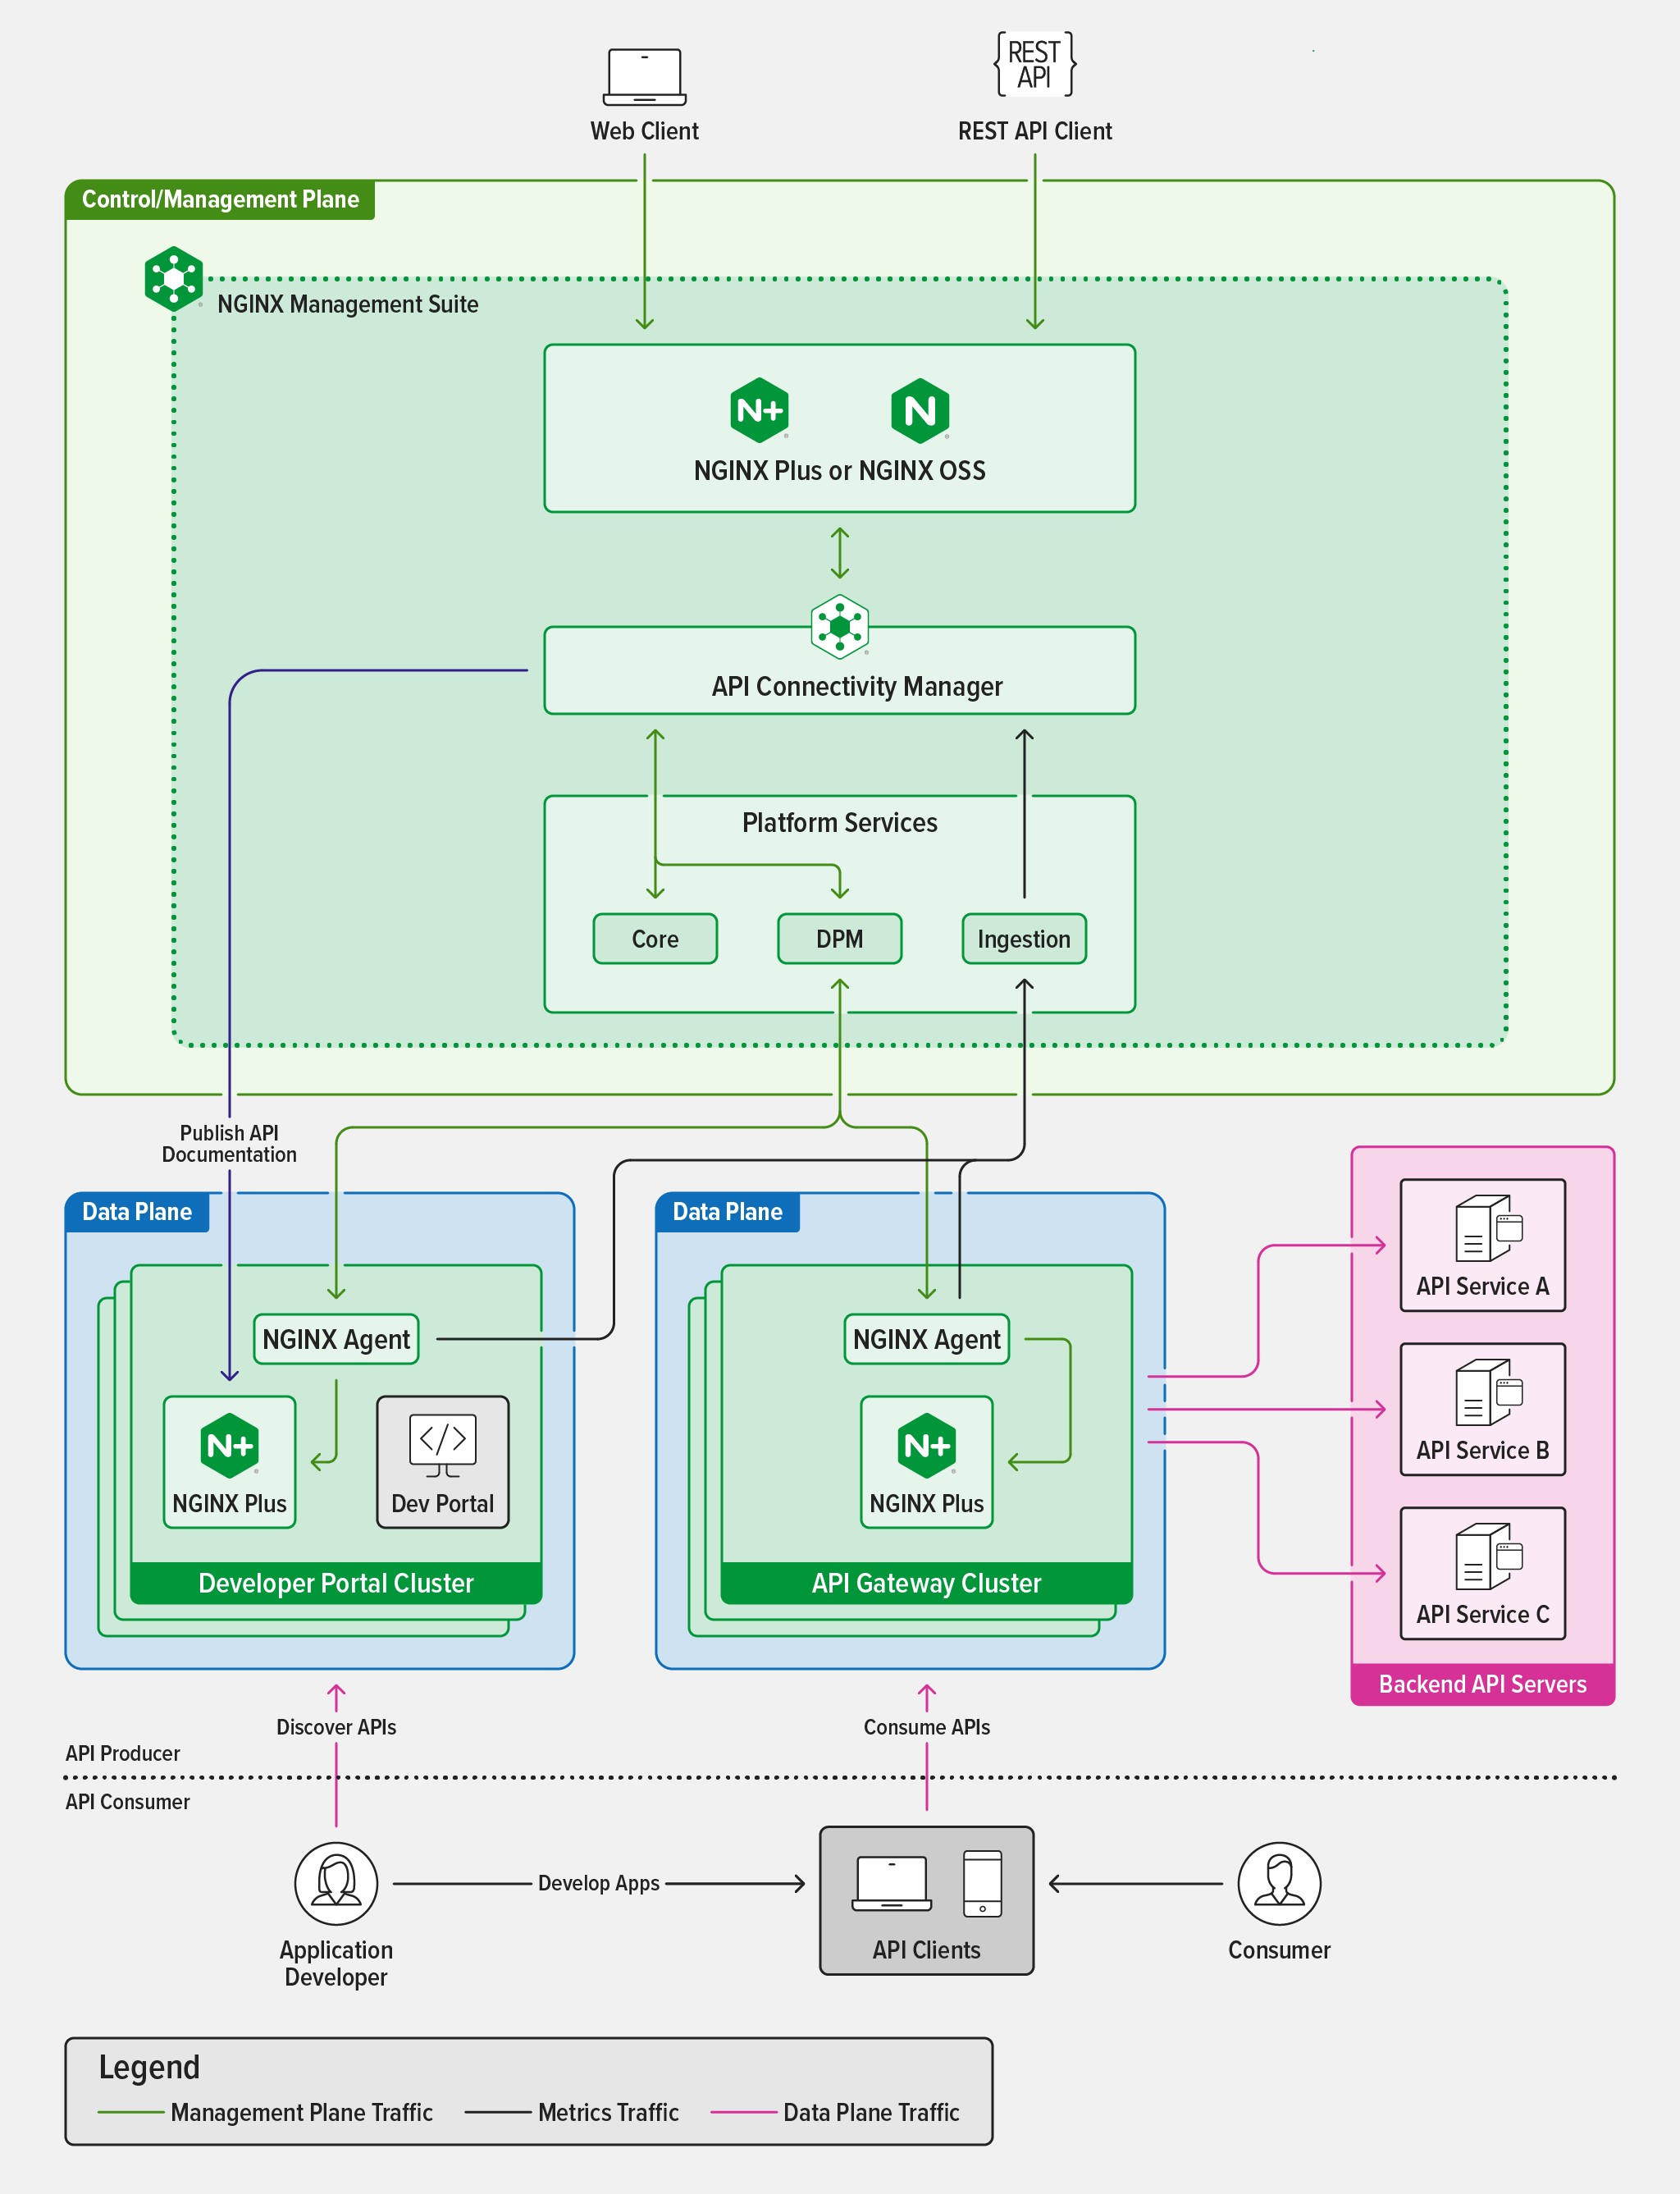 REST
API
Web Client
REST API Client
Control/Management Plane
NGINX Management Suite
N+
N
NGINX Plus or NGINX OSS
API Connectivity Manager
Platform Services
Core
DPM
Ingestion
Publish API
Documentation
Data Plane
NGINX Agent
N+
NGINX Plus
Dev Portal
Developer Portal Cluster
Data Plane
NGINX Agent
N+
NGINX Plus
API Gateway Cluster
API Service A
API Service B
API Service C
Backend API Servers
Discover APIs
Consume APIs
API Producer
API Consumer
Develop Apps
Application
Developer
API Clients
Consumer
Legend
Management Plane Traffic
Metrics Traffic
Data Plane Traffic